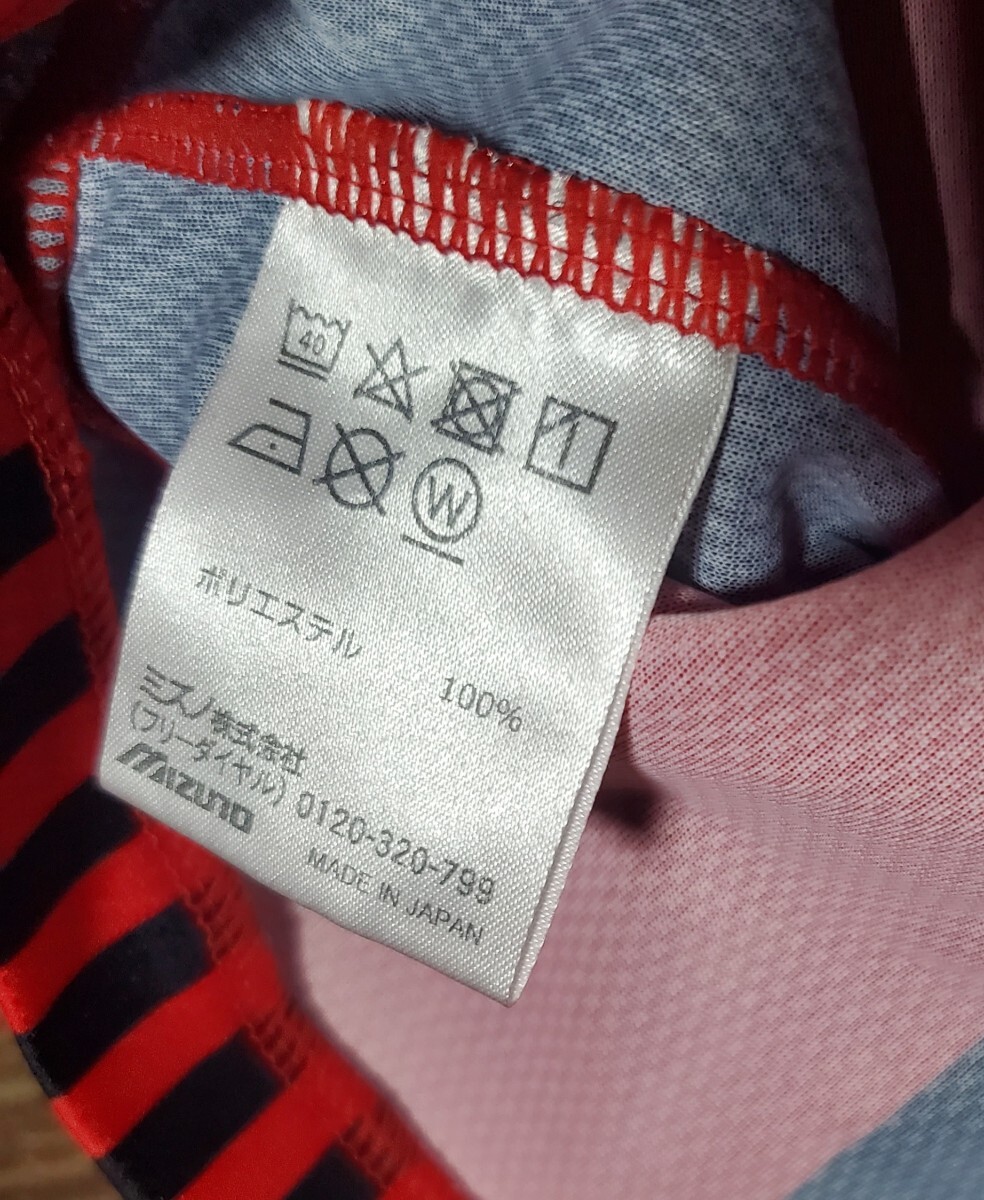 40
W
ポリエステル 100%
ミズノ株式会社
(フリーダイヤル) 0120-320-799
MIZUNO
MADE IN JAPAN